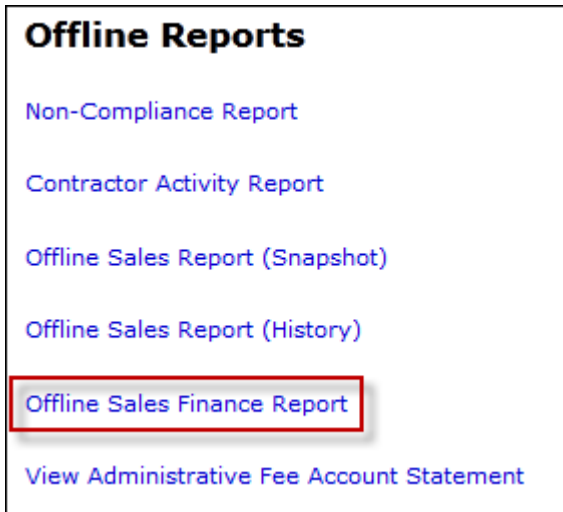 Offline Reports
Non-Compliance Report
Contractor Activity Report
Offline Sales Report (Snapshot)
Offline Sales Report (History)
Offline Sales Finance Report
View Administrative Fee Account Statement